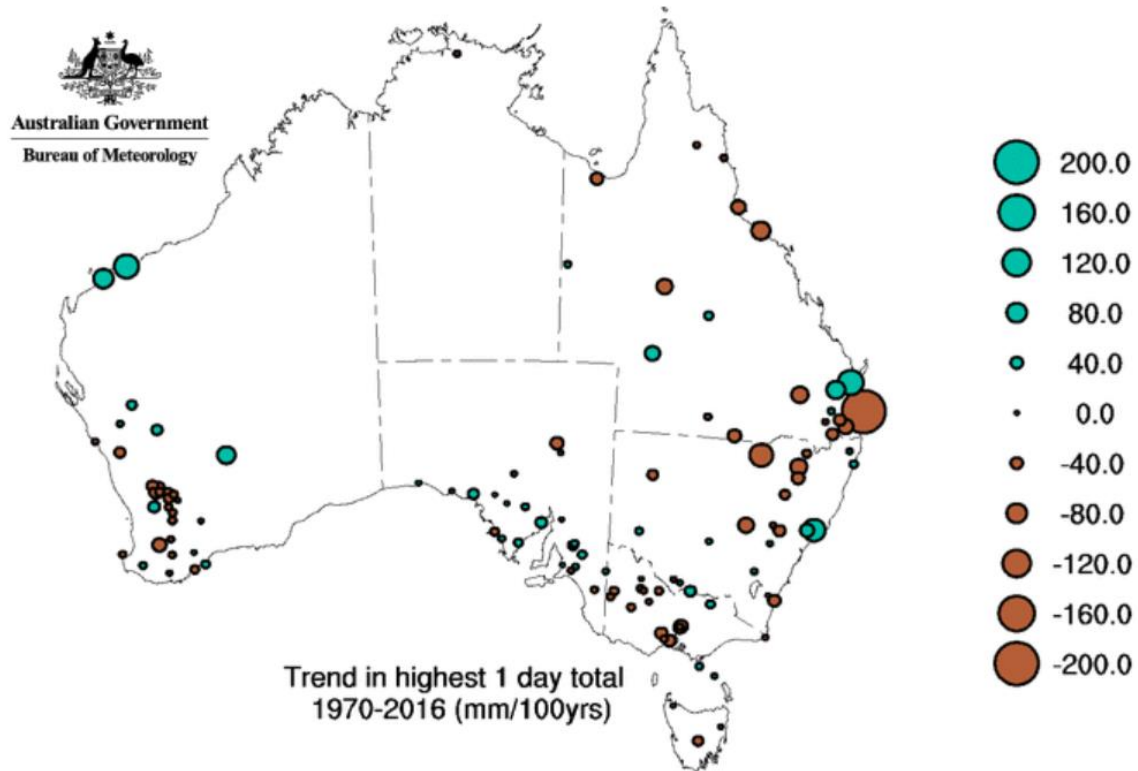 Australian Government
Bureau of Meteorology
200.0
160.0
120.0
80.0
40.0
0.0
-40.0
-80.0
-120.0
-160.0
-200.0
Trend in highest 1 day total
1970-2016 (mm/100yrs)